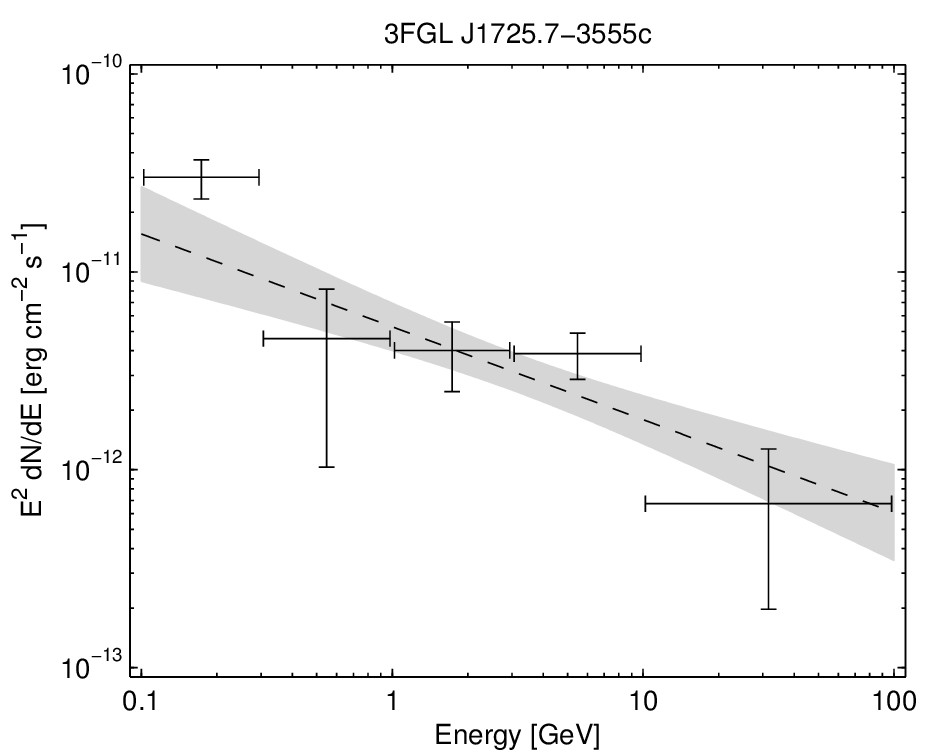 3FGL J1725.7−3555c
10⁻¹⁰
10⁻¹¹
10⁻¹²
10⁻¹³
E² dN/dE [erg cm⁻² s⁻¹]
0.1 1 10 100
Energy [GeV]